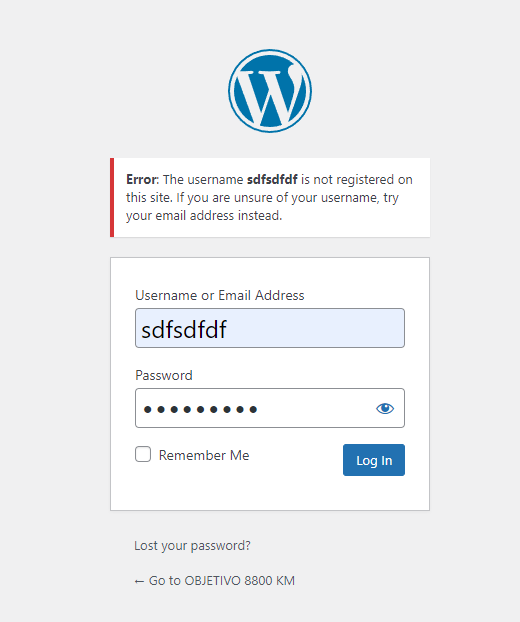 Error: The username sdfsdfdf is not registered on
this site. If you are unsure of your username, try
your email address instead.
Username or Email Address
sdfsdfdf
Password
•••••••••
Remember Me
Log In
Lost your password?
← Go to OBJETIVO 8800 KM